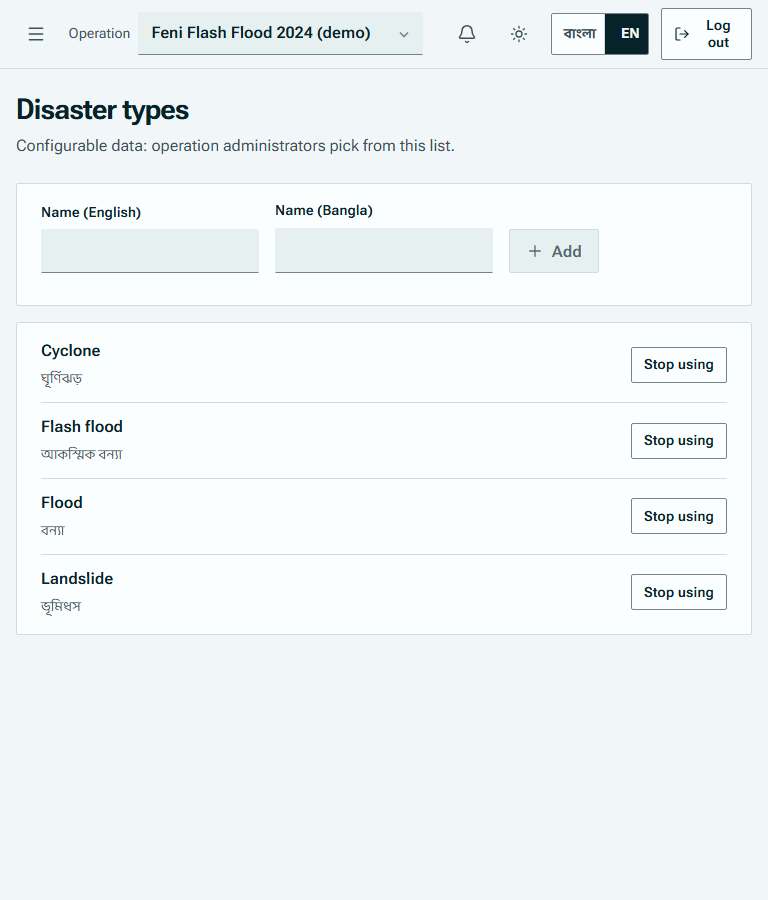 Operation
Feni Flash Flood 2024 (demo)
বাংলা
EN
Log out
Disaster types
Configurable data: operation administrators pick from this list.
Name (English)
Name (Bangla)
Add
Cyclone
ঘূর্ণিঝড়
Stop using
Flash flood
আকস্মিক বন্যা
Stop using
Flood
বন্যা
Stop using
Landslide
ভূমিধস
Stop using